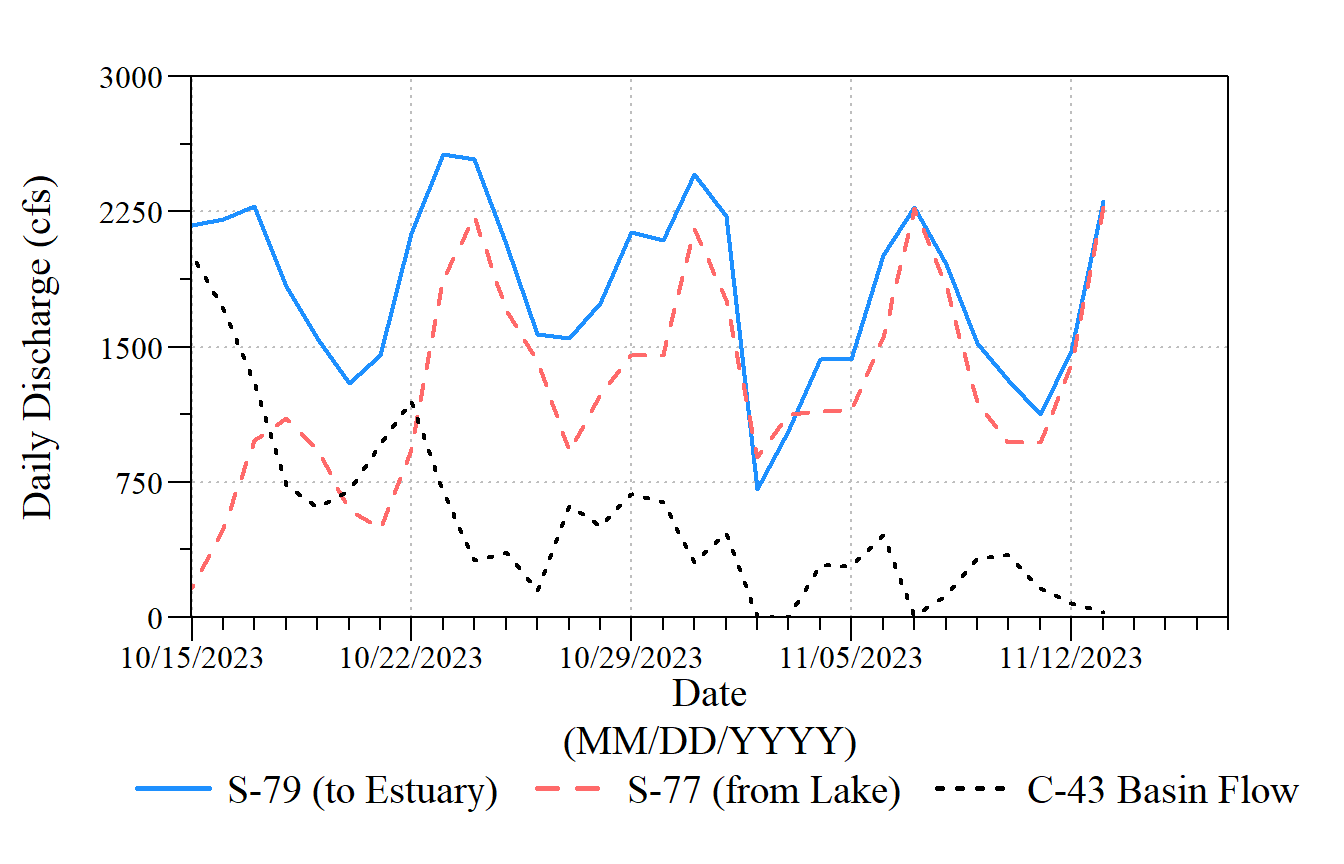 3000
2250
1500
750
0
Daily Discharge (cfs)
10/15/2023 10/22/2023 10/29/2023 11/05/2023 11/12/2023
Date
(MM/DD/YYYY)
S-79 (to Estuary) S-77 (from Lake) C-43 Basin Flow